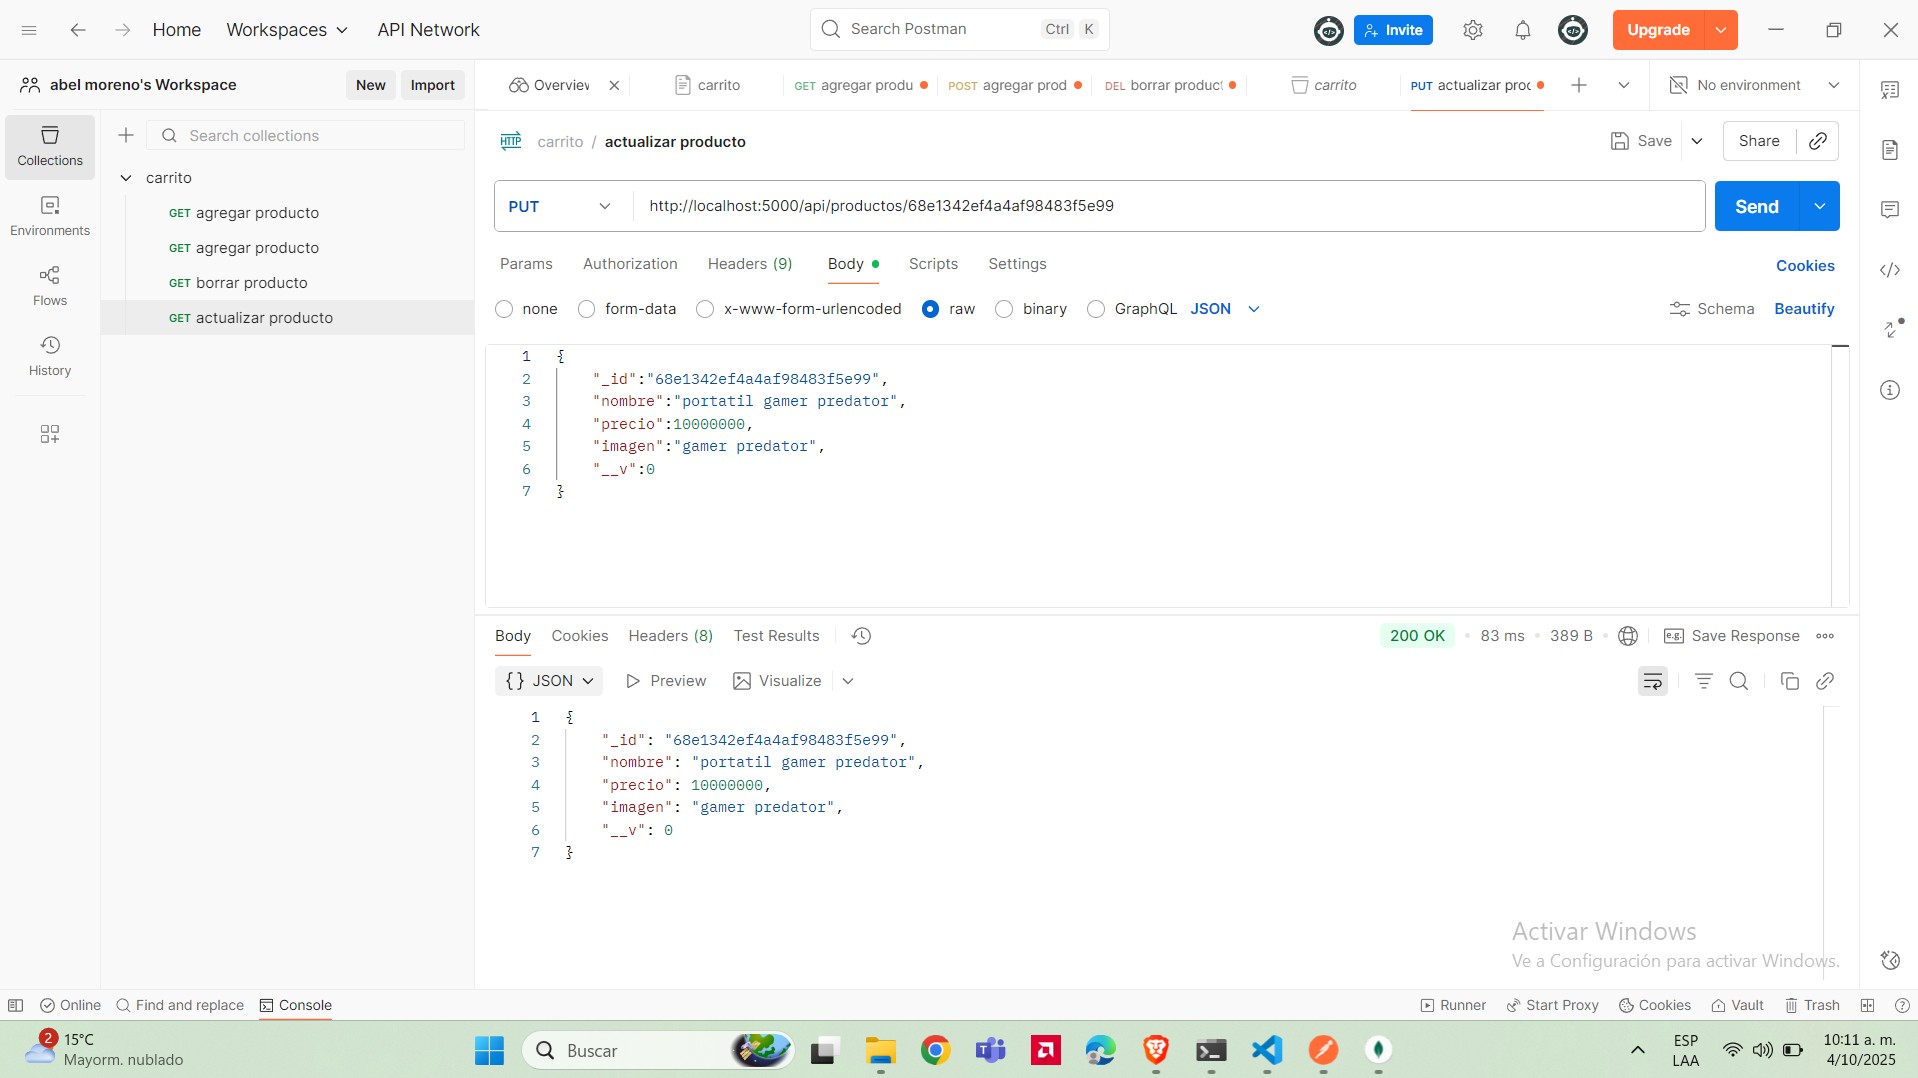 Home Workspaces API Network Search Postman Ctrl K Invite Upgrade
abel moreno's Workspace New Import
Overview carrito GET agregar produ POST agregar prod DEL borrar product carrito PUT actualizar proc No environment
Collections
Search collections
carrito
GET agregar producto
GET agregar producto
GET borrar producto
GET actualizar producto
Environments
Flows
History
HTTP carrito / actualizar producto Save Share
PUT http://localhost:5000/api/productos/68e1342ef4a4af98483f5e99 Send
Params Authorization Headers (9) Body Scripts Settings Cookies
none form-data x-www-form-urlencoded raw binary GraphQL JSON Schema Beautify
1 {
2 "_id":"68e1342ef4a4af98483f5e99",
3 "nombre":"portatil gamer predator",
4 "precio":10000000,
5 "imagen":"gamer predator",
6 "__v":0
7 }
Body Cookies Headers (8) Test Results 200 OK • 83 ms • 389 B e.g. Save Response
{} JSON Preview Visualize
1 {
2 "_id": "68e1342ef4a4af98483f5e99",
3 "nombre": "portatil gamer predator",
4 "precio": 10000000,
5 "imagen": "gamer predator",
6 "__v": 0
7 }
Activar Windows
Ve a Configuración para activar Windows.
Online Find and replace Console Runner Start Proxy Cookies Vault Trash
2 15°C
Mayorm. nublado
Buscar
ESP
LAA
10:11 a. m.
4/10/2025